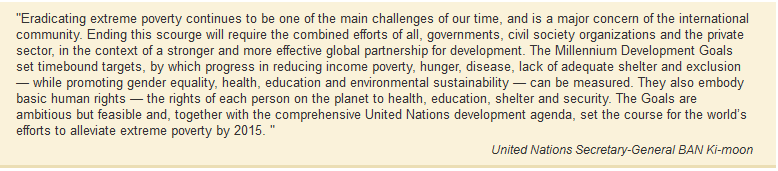 "Eradicating extreme poverty continues to be one of the main challenges of our time, and is a major concern of the international
community. Ending this scourge will require the combined efforts of all, governments, civil society organizations and the private
sector, in the context of a stronger and more effective global partnership for development. The Millennium Development Goals
set timebound targets, by which progress in reducing income poverty, hunger, disease, lack of adequate shelter and exclusion
— while promoting gender equality, health, education and environmental sustainability — can be measured. They also embody
basic human rights — the rights of each person on the planet to health, education, shelter and security. The Goals are
ambitious but feasible and, together with the comprehensive United Nations development agenda, set the course for the world's
efforts to alleviate extreme poverty by 2015. "
United Nations Secretary-General BAN Ki-moon